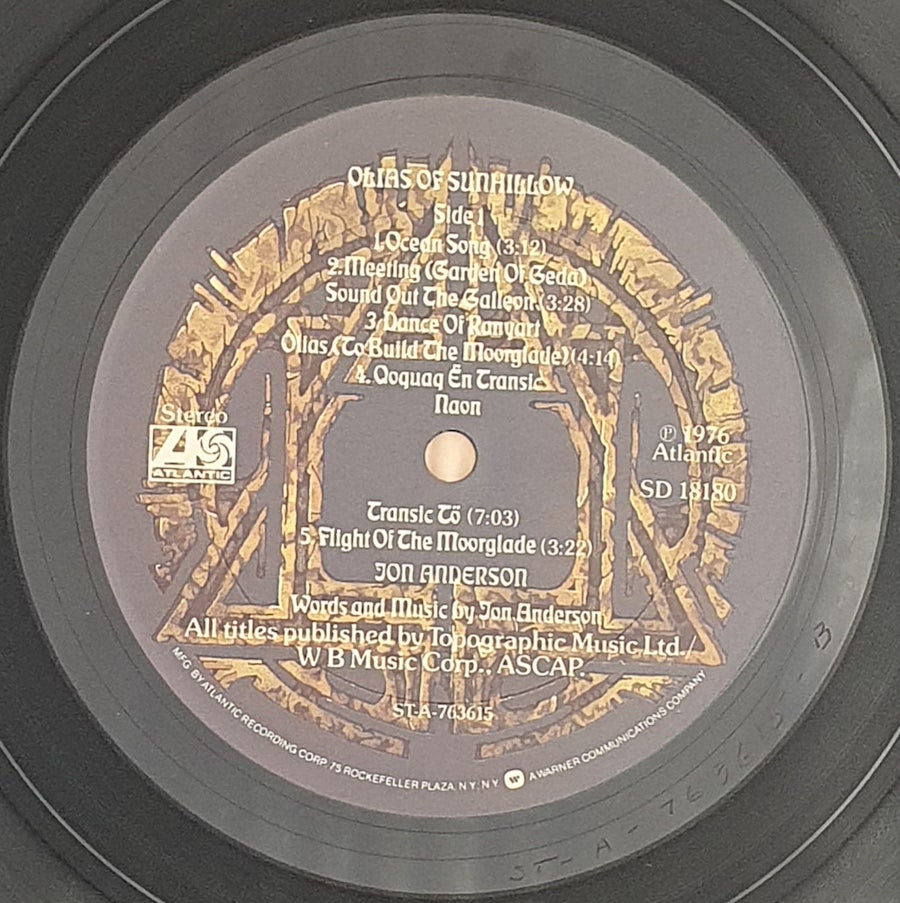 OLIAS OF SUNHILLOW
Side 1
1. Ocean Song (3:12)
2. Meeting (Garden Of Geda)
Sound Out The Galleon (3:28)
3. Dance Of Ranyart
Olias (To Build The Moorglade) (4:14)
4. Qoquaq Ën Transic
Naon
Stereo
ATLANTIC
℗ 1976
Atlantic
SD 18180
Transic Tö (7:03)
5. Flight Of The Moorglade (3:22)
JON ANDERSON
Words and Music by Jon Anderson
All titles published by Topographic Music Ltd./
W B Music Corp., ASCAP.
ST-A-763615
MFG. BY ATLANTIC RECORDING CORP. 75 ROCKEFELLER PLAZA, N.Y., N.Y. W A WARNER COMMUNICATIONS COMPANY